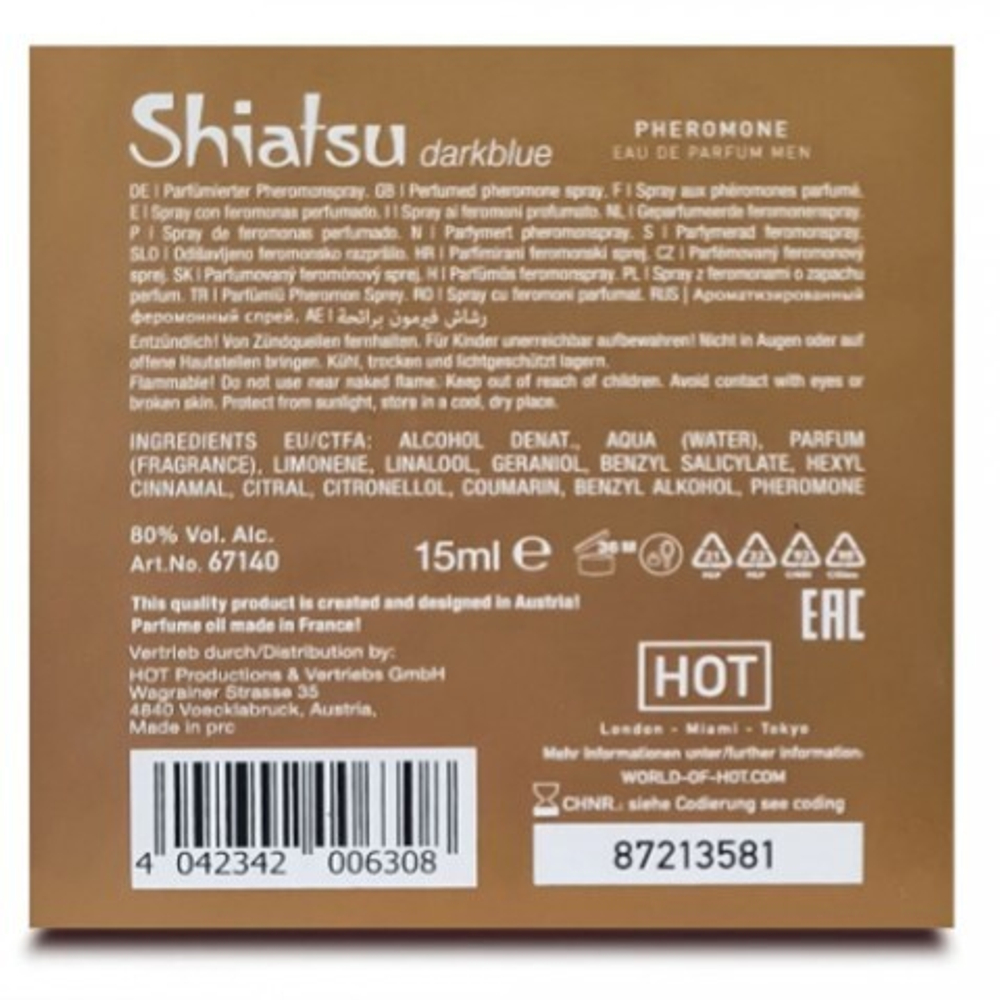 Shiatsu darkblue
PHEROMONE
EAU DE PARFUM MEN
DE | Parfümierter Pheromonspray. GB | Perfumed pheromone spray. F | Spray aux phéromones parfumé.
E | Spray con feromonas perfumado. I | Spray ai feromoni profumato. NL | Geparfumeerde feromonenspray.
P | Spray de feromonas perfumado. N | Parfymert pheromonspray. S | Parfymerad feromonspray.
SLO | Odišavljeno feromonsko razpršilo. HR | Parfimirani feromonski sprej. CZ | Parfémovaný feromonový
sprej. SK | Parfumovaný feromónový sprej. H | Parfümös feromonspray. PL | Spray z feromonami o zapachu
perfum. TR | Parfümlü Pheromon Sprey. RO | Spray cu feromoni parfumat. RUS | Ароматизированный
феромонный спрей. AE | رشاش فيرمون برائحة
Entzündlich! Von Zündquellen fernhalten. Für Kinder unerreichbar aufbewahren! Nicht in Augen oder auf
offene Hautstellen bringen. Kühl, trocken und lichtgeschützt lagern.
Flammable! Do not use near naked flame. Keep out of reach of children. Avoid contact with eyes or
broken skin. Protect from sunlight, store in a cool, dry place.
INGREDIENTS EU/CTFA: ALCOHOL DENAT., AQUA (WATER), PARFUM
(FRAGRANCE), LIMONENE, LINALOOL, GERANIOL, BENZYL SALICYLATE, HEXYL
CINNAMAL, CITRAL, CITRONELLOL, COUMARIN, BENZYL ALKOHOL, PHEROMONE
80% Vol. Alc.
Art.No. 67140
15ml e
36 M
21 22
EAC
This quality product is created and designed in Austria!
Parfume oil made in France!
Vertrieb durch/Distribution by:
HOT Productions & Vertriebs GmbH
Wagrainer Strasse 35
4840 Voecklabruck, Austria,
Made in prc
HOT
London - Miami - Tokyo
Mehr Informationen unter/further information:
WORLD-OF-HOT.COM
CHNR.: siehe Codierung see coding
4 042342 006308
87213581